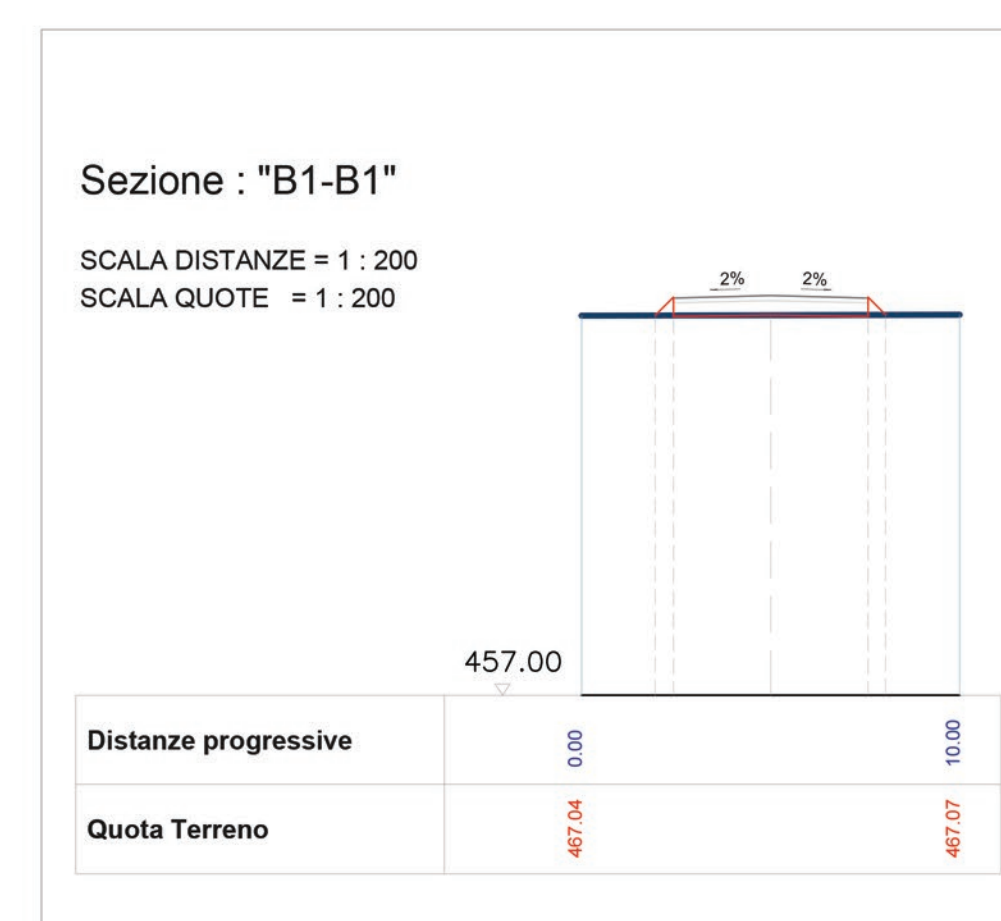 Sezione : "B1-B1"
SCALA DISTANZE = 1 : 200
SCALA QUOTE = 1 : 200
2% 2%
457.00
Distanze progressive 0.00 10.00
Quota Terreno 467.04 467.07